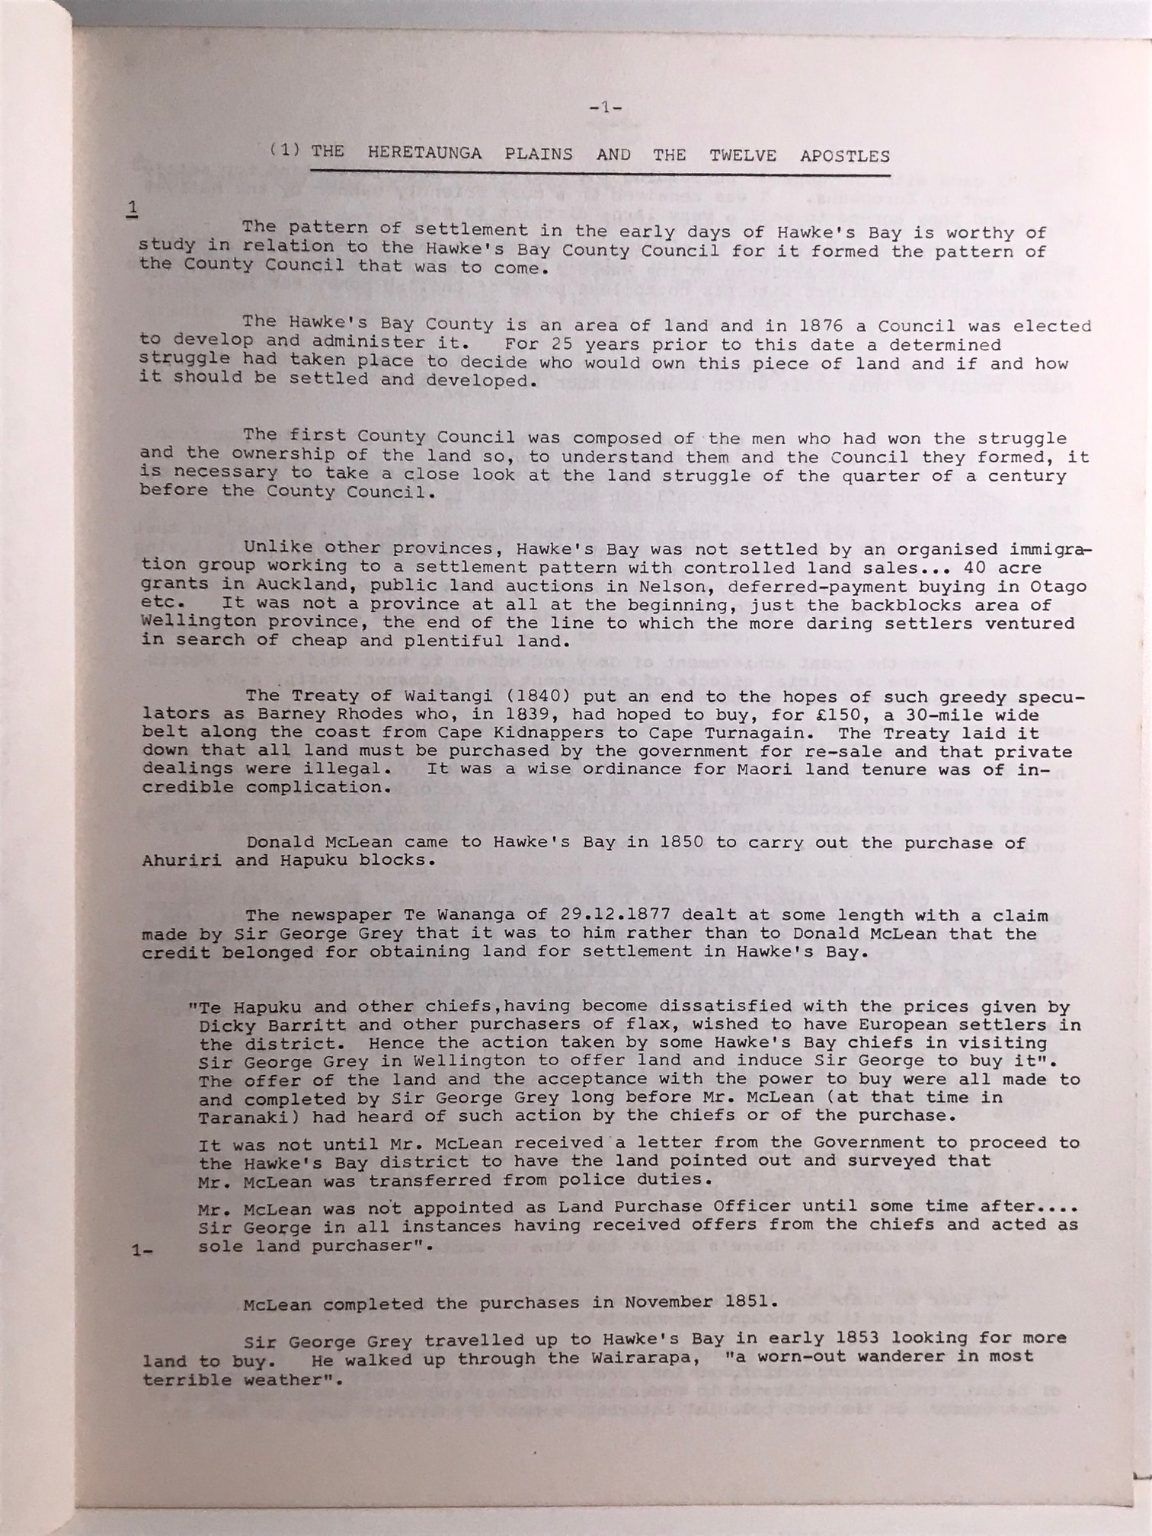 -1-
(1) THE HERETAUNGA PLAINS AND THE TWELVE APOSTLES
1
The pattern of settlement in the early days of Hawke's Bay is worthy of
study in relation to the Hawke's Bay County Council for it formed the pattern of
the County Council that was to come.
The Hawke's Bay County is an area of land and in 1876 a Council was elected
to develop and administer it. For 25 years prior to this date a determined
struggle had taken place to decide who would own this piece of land and if and how
it should be settled and developed.
The first County Council was composed of the men who had won the struggle
and the ownership of the land so, to understand them and the Council they formed, it
is necessary to take a close look at the land struggle of the quarter of a century
before the County Council.
Unlike other provinces, Hawke's Bay was not settled by an organised immigra-
tion group working to a settlement pattern with controlled land sales... 40 acre
grants in Auckland, public land auctions in Nelson, deferred-payment buying in Otago
etc. It was not a province at all at the beginning, just the backblocks area of
Wellington province, the end of the line to which the more daring settlers ventured
in search of cheap and plentiful land.
The Treaty of Waitangi (1840) put an end to the hopes of such greedy specu-
lators as Barney Rhodes who, in 1839, had hoped to buy, for £150, a 30-mile wide
belt along the coast from Cape Kidnappers to Cape Turnagain. The Treaty laid it
down that all land must be purchased by the government for re-sale and that private
dealings were illegal. It was a wise ordinance for Maori land tenure was of in-
credible complication.
Donald McLean came to Hawke's Bay in 1850 to carry out the purchase of
Ahuriri and Hapuku blocks.
The newspaper Te Wananga of 29.12.1877 dealt at some length with a claim
made by Sir George Grey that it was to him rather than to Donald McLean that the
credit belonged for obtaining land for settlement in Hawke's Bay.
"Te Hapuku and other chiefs,having become dissatisfied with the prices given by
Dicky Barritt and other purchasers of flax, wished to have European settlers in
the district. Hence the action taken by some Hawke's Bay chiefs in visiting
Sir George Grey in Wellington to offer land and induce Sir George to buy it".
The offer of the land and the acceptance with the power to buy were all made to
and completed by Sir George Grey long before Mr. McLean (at that time in
Taranaki) had heard of such action by the chiefs or of the purchase.
It was not until Mr. McLean received a letter from the Government to proceed to
the Hawke's Bay district to have the land pointed out and surveyed that
Mr. McLean was transferred from police duties.
Mr. McLean was not appointed as Land Purchase Officer until some time after....
Sir George in all instances having received offers from the chiefs and acted as
1- sole land purchaser".
McLean completed the purchases in November 1851.
Sir George Grey travelled up to Hawke's Bay in early 1853 looking for more
land to buy. He walked up through the Wairarapa, "a worn-out wanderer in most
terrible weather".